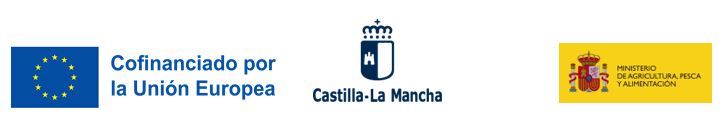 Cofinanciado por
la Unión Europea
Castilla-La Mancha
MINISTERIO
DE AGRICULTURA, PESCA
Y ALIMENTACIÓN